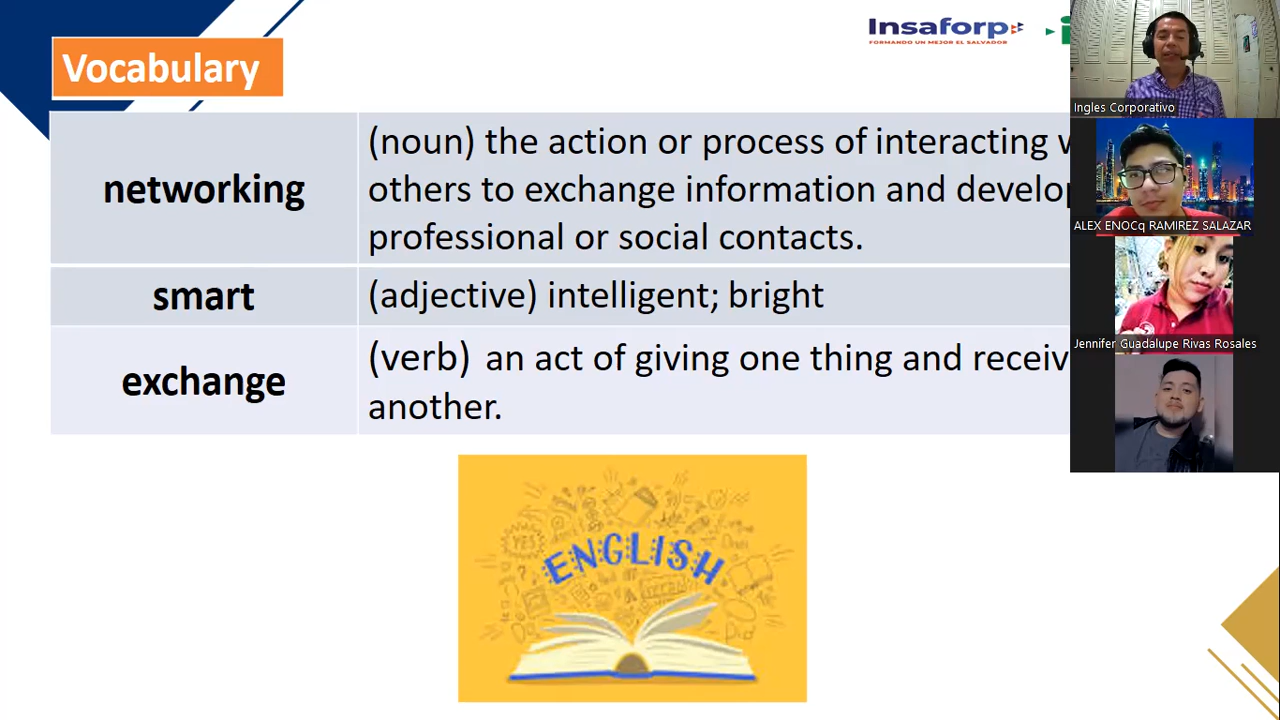 Vocabulary
Insaforp
FORMANDO UN MEJOR EL SALVADOR
networking
(noun) the action or process of interacting
others to exchange information and develop
professional or social contacts.
smart
(adjective) intelligent; bright
exchange
(verb) an act of giving one thing and receiv
another.
YES
ENGLISH
Ingles Corporativo
ALEX ENOCq RAMIREZ SALAZAR
Jennifer Guadalupe Rivas Rosales